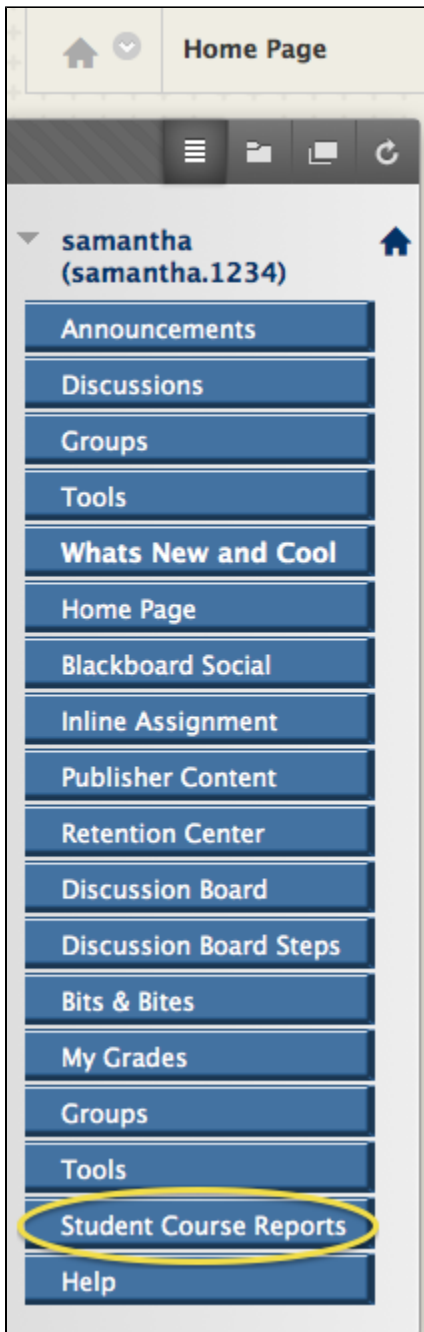 Home Page
samantha
(samantha.1234)
Announcements
Discussions
Groups
Tools
Whats New and Cool
Home Page
Blackboard Social
Inline Assignment
Publisher Content
Retention Center
Discussion Board
Discussion Board Steps
Bits & Bites
My Grades
Groups
Tools
Student Course Reports
Help